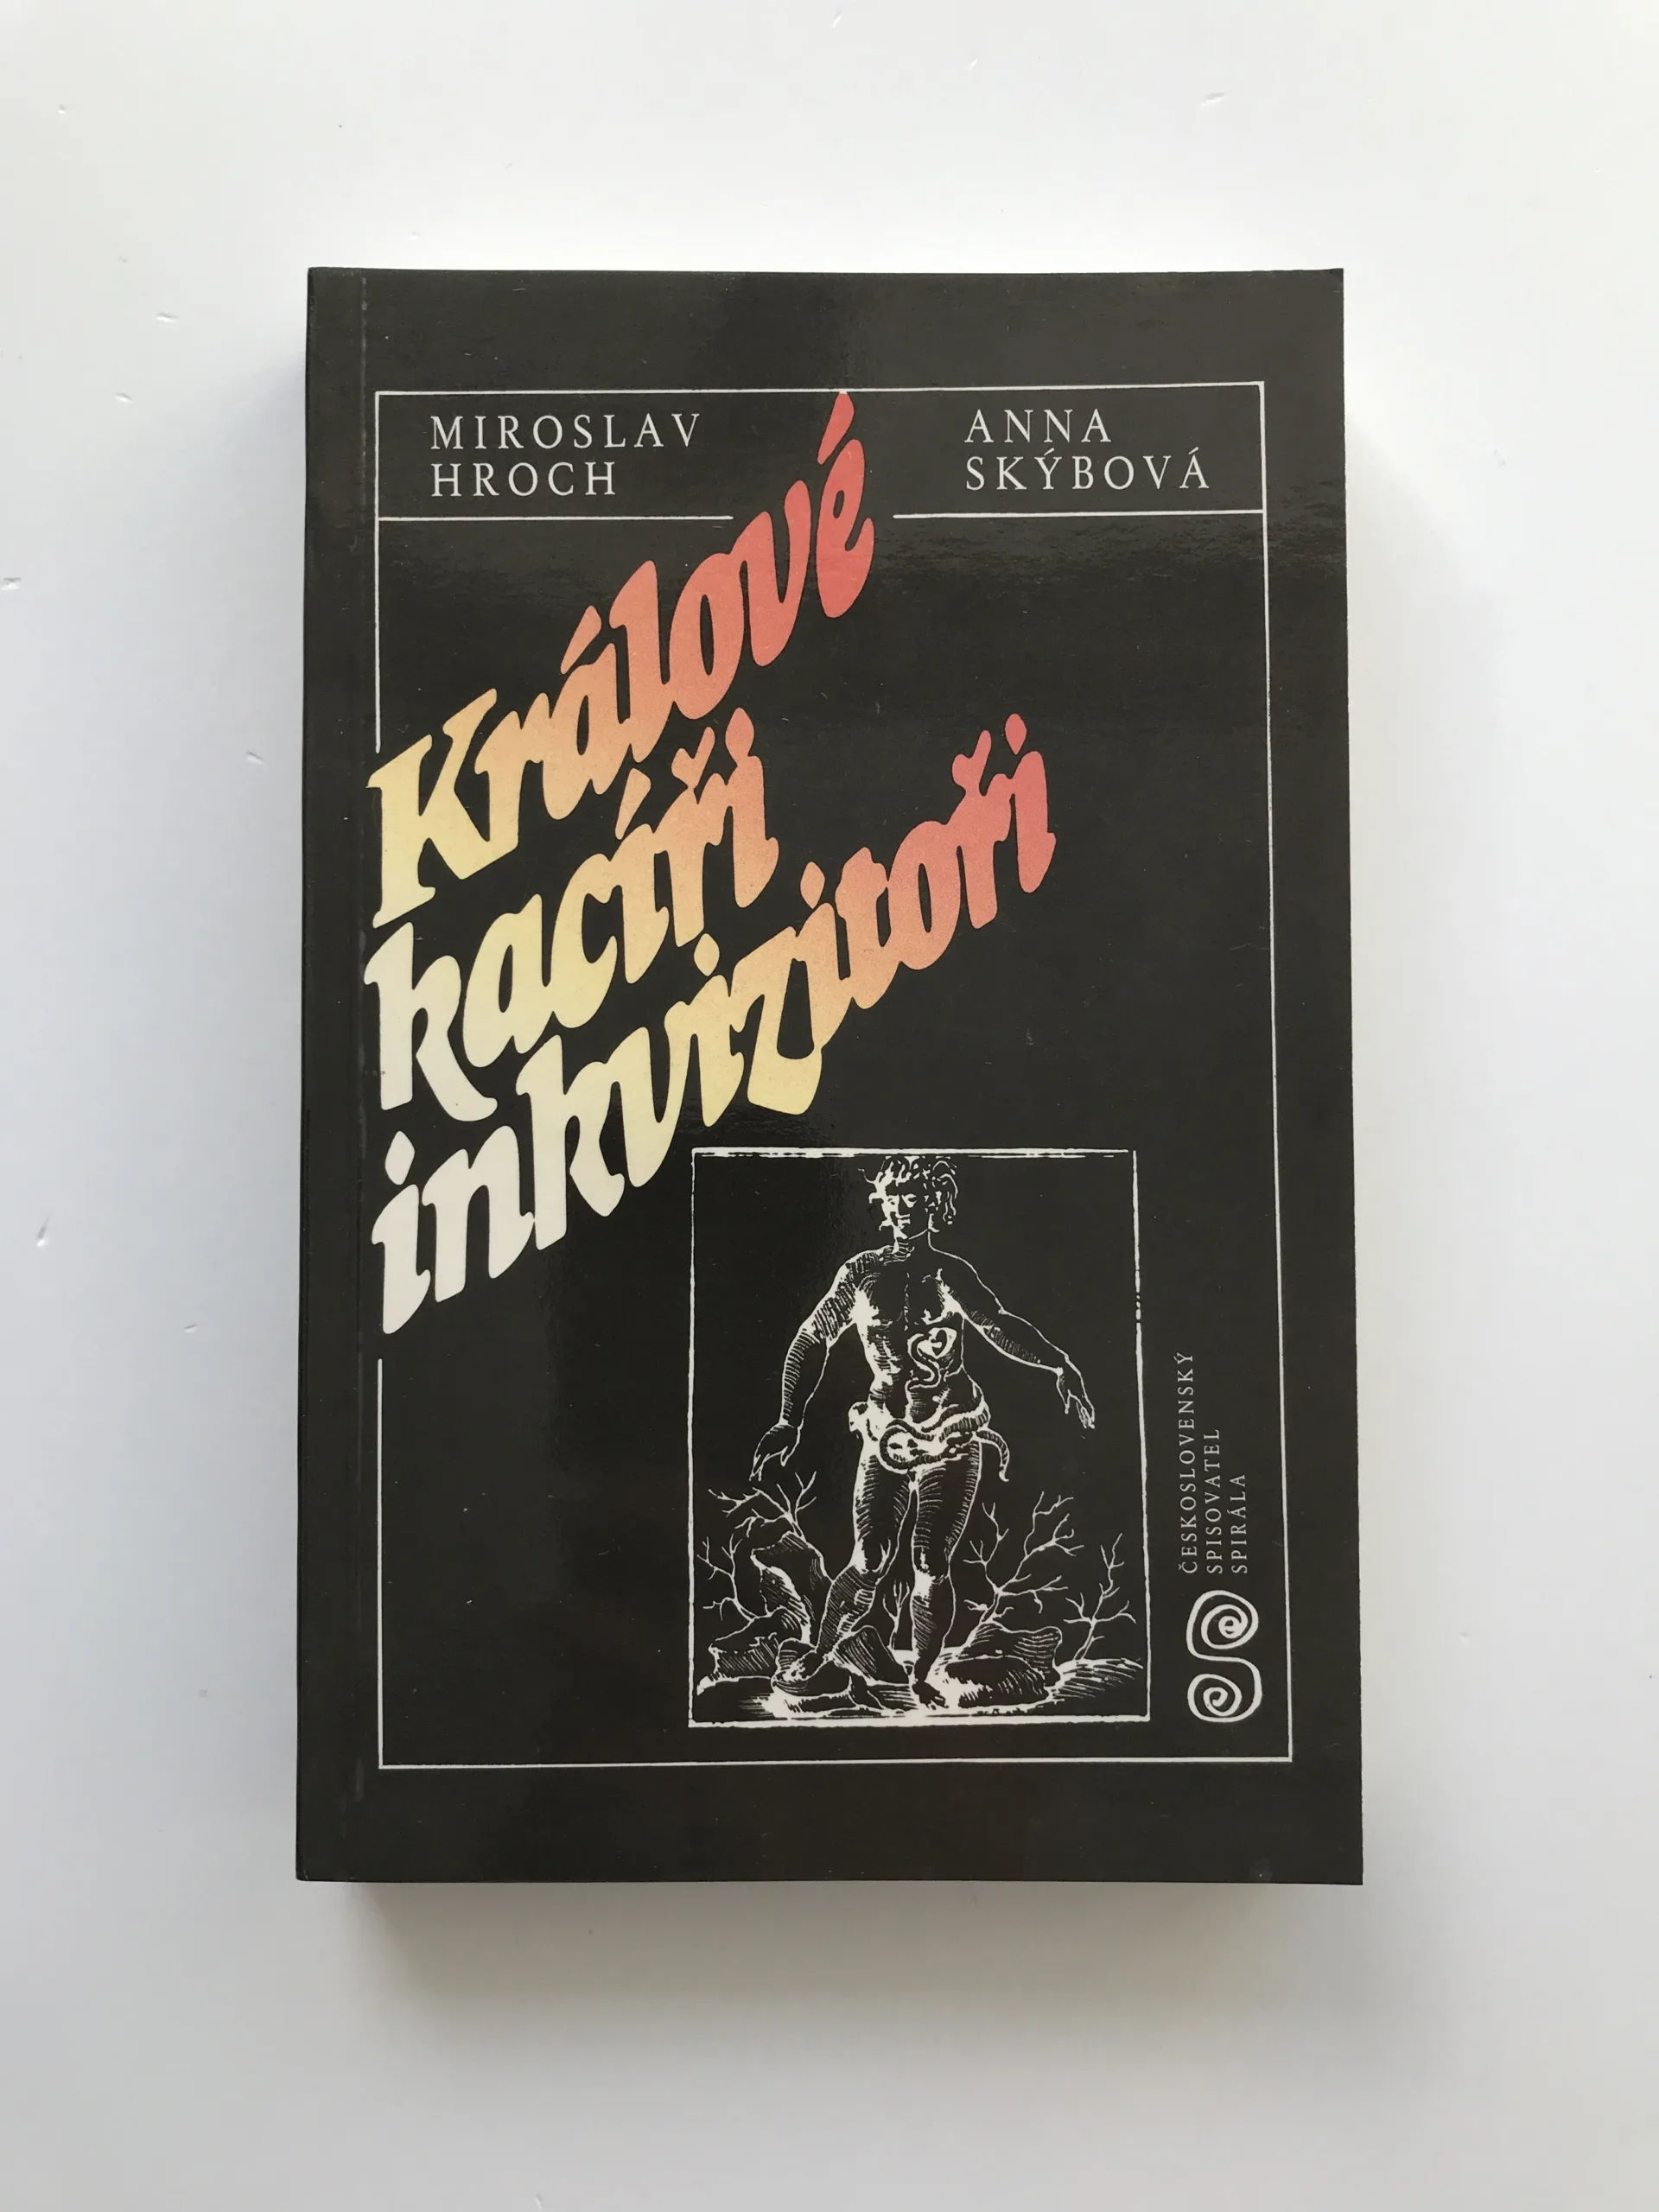 MIROSLAV
HROCH
ANNA
SKÝBOVÁ
Králové
kacíři
inkvizitoři
ČESKOSLOVENSKÝ
SPISOVATEL
SPIRÁLA